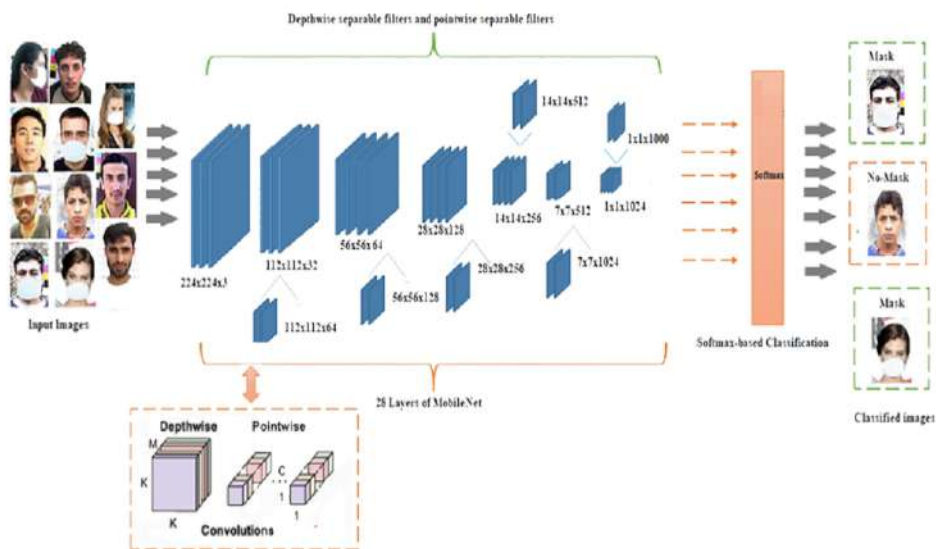 Depthwise separable filters and pointwise separable filters
Mask
14x14x512
1x1x1000
Softmax
No-Mask
14x14x256
7x7x512
1x1x1024
28x28x128
56x56x64
112x112x32
224x224x3
28x28x256
7x7x1024
56x56x128
112x112x64
Mask
Input Images
Softmax-based Classification
28 Layers of MobileNet
Classified images
Depthwise
Pointwise
M
K
C
1
K
1
Convolutions